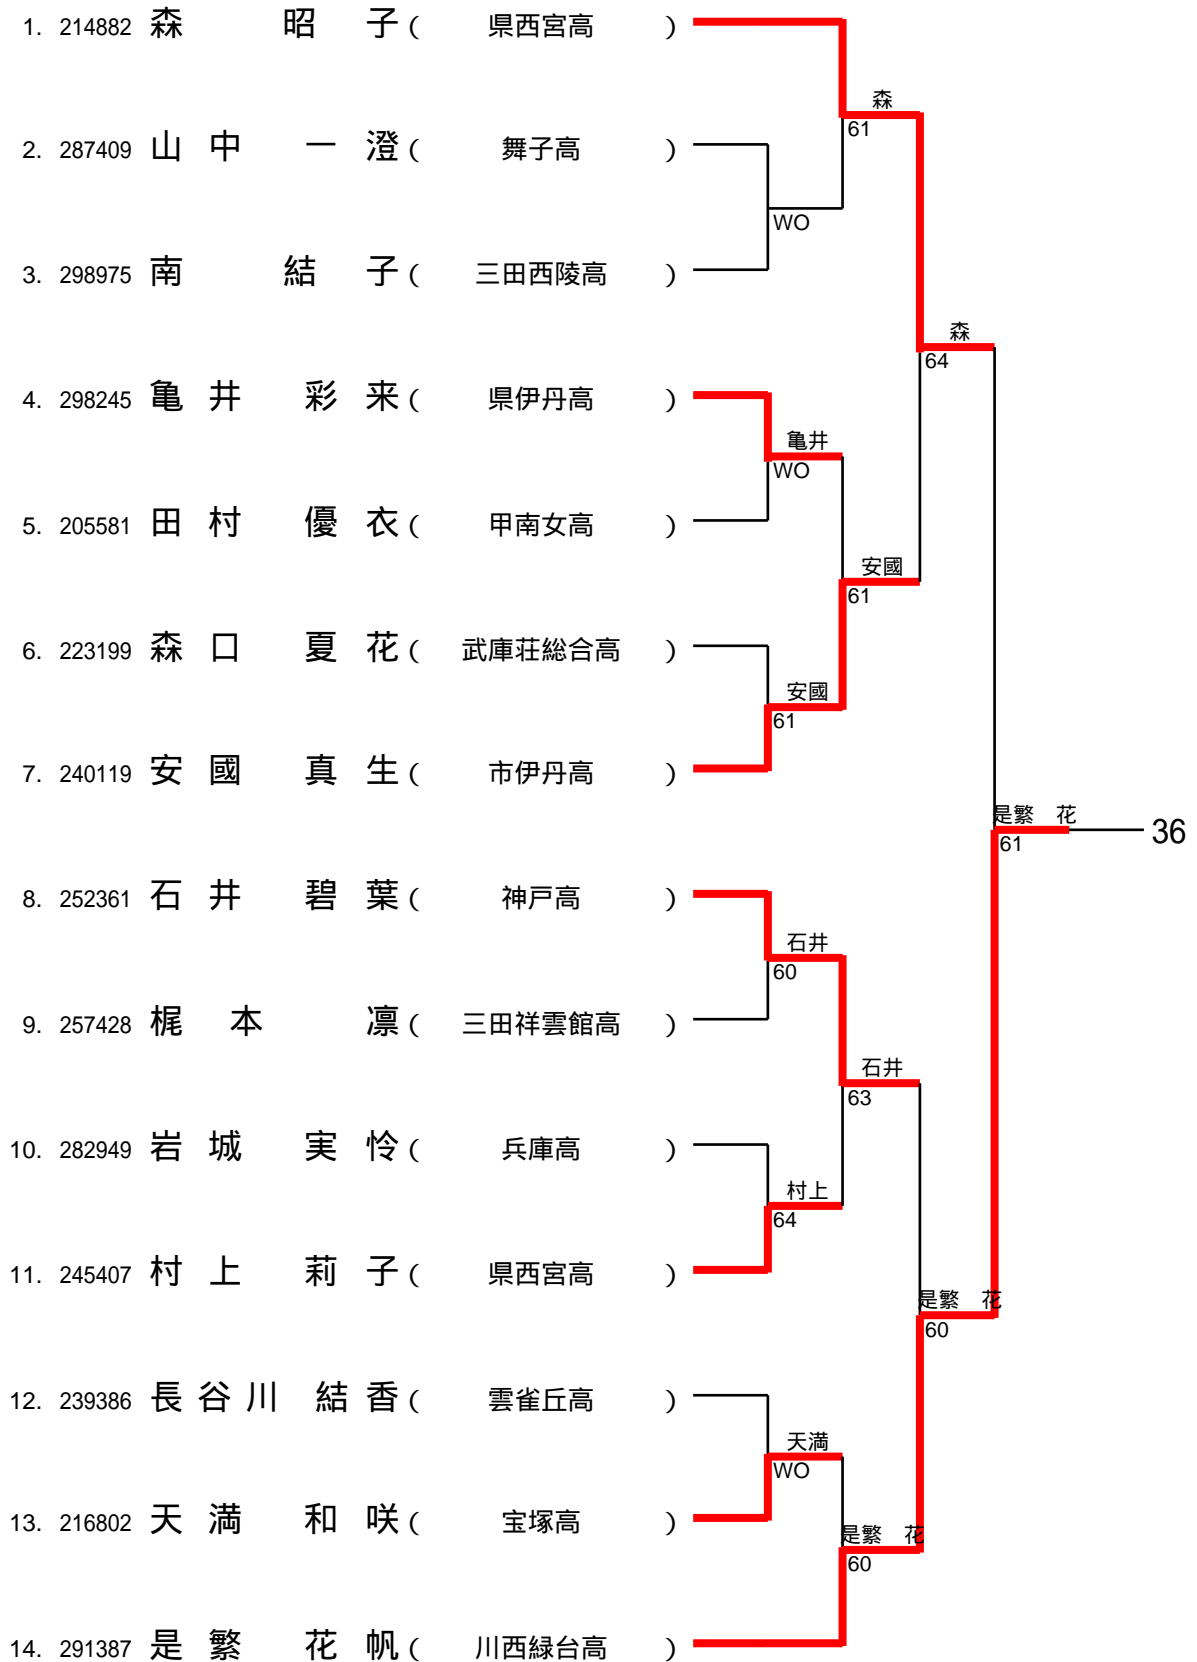 1. 214882 森 昭 子 ( 県西宮高 )
森
61
2. 287409 山 中 一 澄 ( 舞子高 )
WO
3. 298975 南 結 子 ( 三田西陵高 )
森
64
4. 298245 亀 井 彩 来 ( 県伊丹高 )
亀井
WO
5. 205581 田 村 優 衣 ( 甲南女高 )
安國
61
6. 223199 森 口 夏 花 ( 武庫荘総合高 )
安國
61
7. 240119 安 國 真 生 ( 市伊丹高 )
是繁 花
61
36
8. 252361 石 井 碧 葉 ( 神戸高 )
石井
60
9. 257428 梶 本 凛 ( 三田祥雲館高 )
石井
63
10. 282949 岩 城 実 怜 ( 兵庫高 )
村上
64
11. 245407 村 上 莉 子 ( 県西宮高 )
是繁 花
60
12. 239386 長 谷 川 結 香 ( 雲雀丘高 )
天満
WO
13. 216802 天 満 和 咲 ( 宝塚高 )
是繁 花
60
14. 291387 是 繁 花 帆 ( 川西緑台高 )